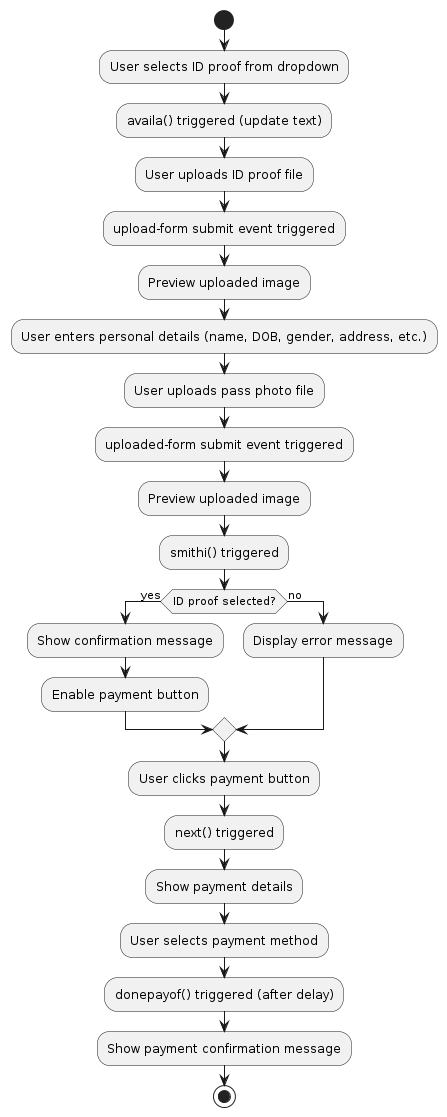 User selects ID proof from dropdown
availa() triggered (update text)
User uploads ID proof file
upload-form submit event triggered
Preview uploaded image
User enters personal details (name, DOB, gender, address, etc.)
User uploads pass photo file
uploaded-form submit event triggered
Preview uploaded image
smithi() triggered
yes
ID proof selected?
no
Show confirmation message
Display error message
Enable payment button
User clicks payment button
next() triggered
Show payment details
User selects payment method
donepayof() triggered (after delay)
Show payment confirmation message